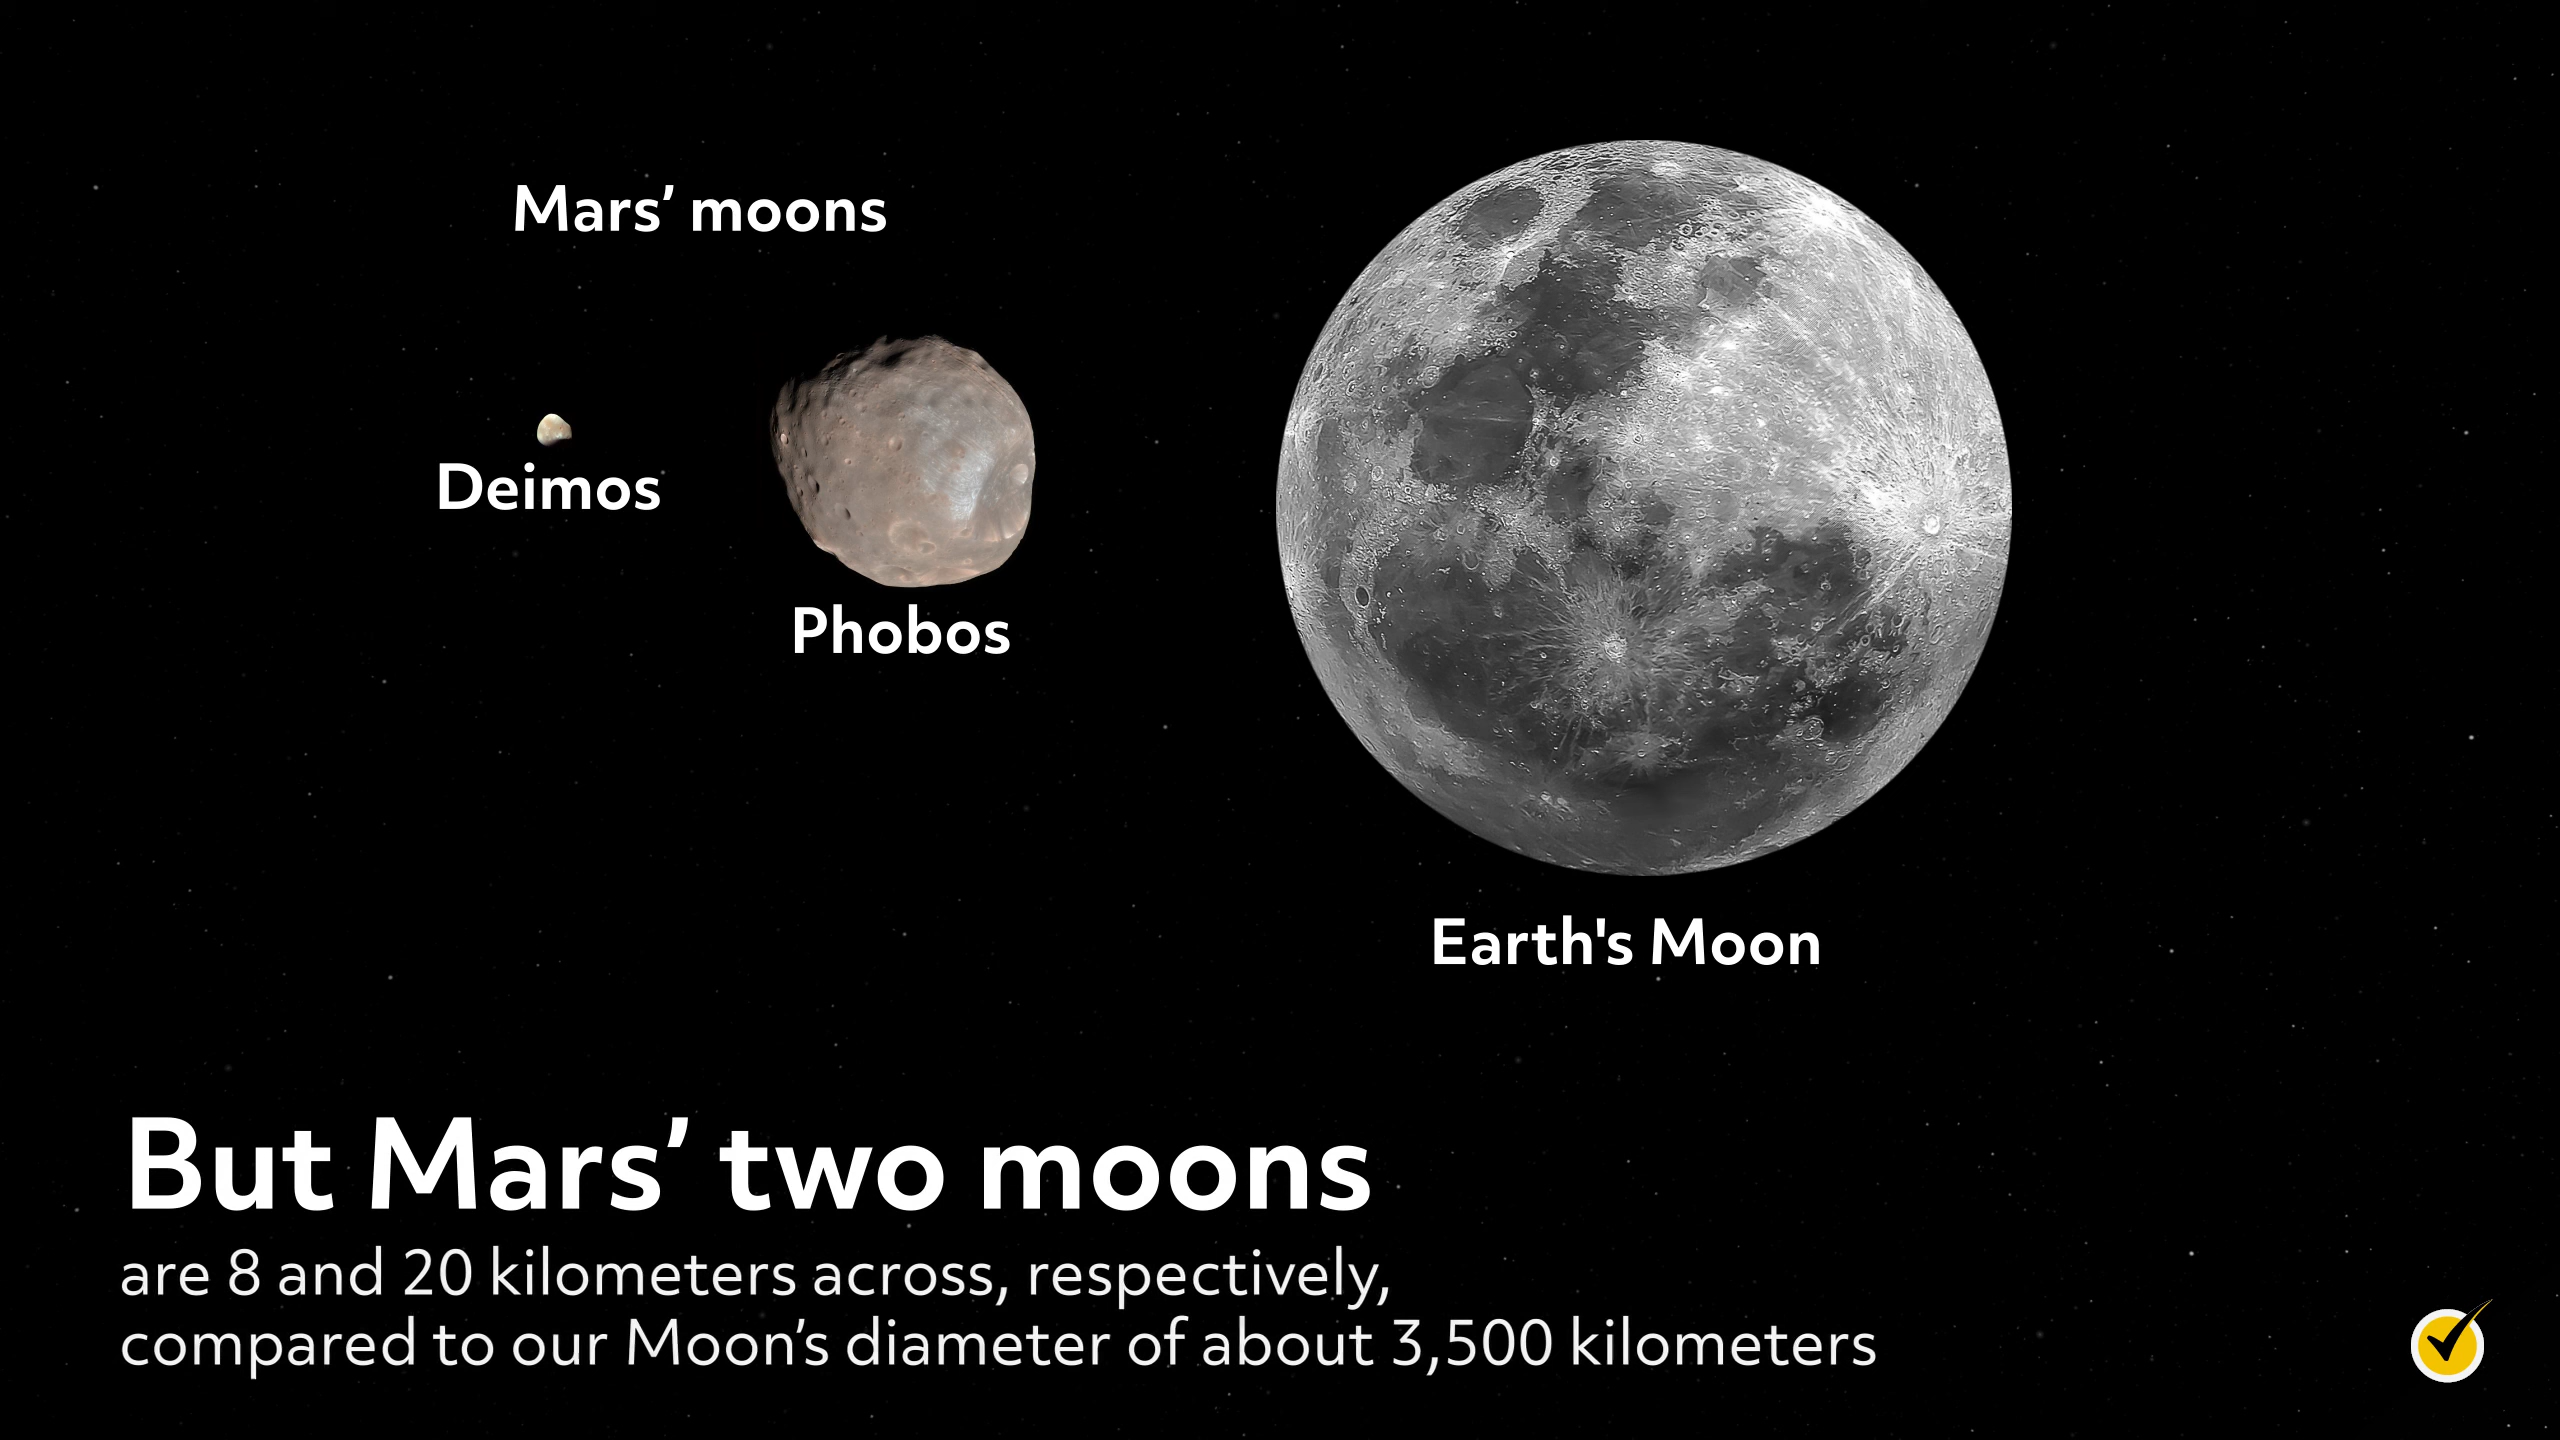 Mars’ moons
Deimos
Phobos
Earth's Moon
But Mars’ two moons
are 8 and 20 kilometers across, respectively,
compared to our Moon’s diameter of about 3,500 kilometers